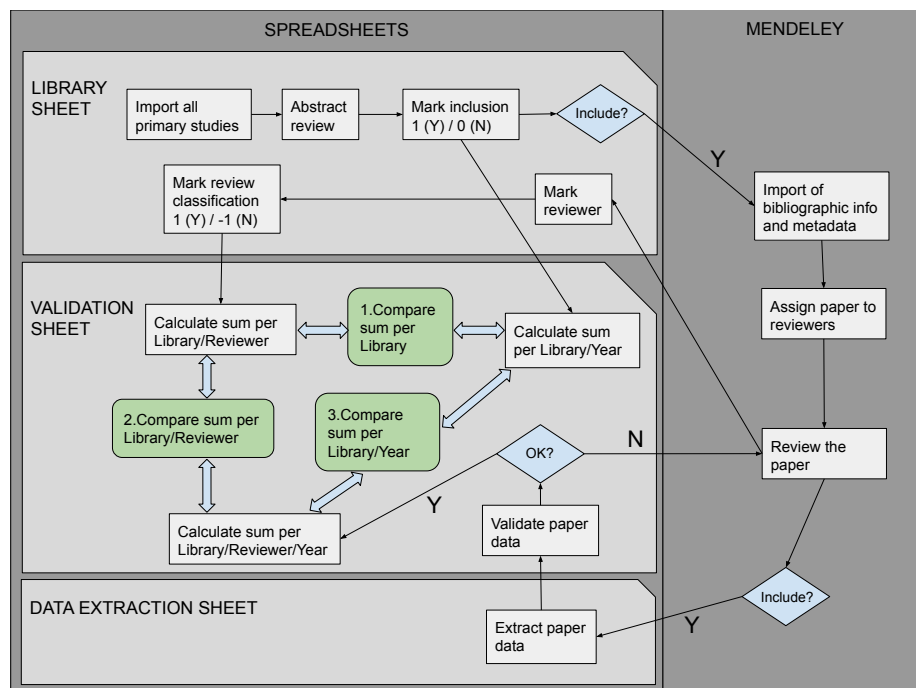 SPREADSHEETS
MENDELEY
LIBRARY
SHEET
Import all
primary studies
Abstract
review
Mark inclusion
1 (Y) / 0 (N)
Include?
Y
Mark review
classification
1 (Y) / -1 (N)
Mark
reviewer
Import of
bibliographic info
and metadata
VALIDATION
SHEET
Calculate sum per
Library/Reviewer
1.Compare
sum per
Library
Calculate sum
per Library/Year
Assign paper to
reviewers
2.Compare sum per
Library/Reviewer
3.Compare
sum per
Library/Year
OK?
N
Review the
paper
Y
Calculate sum per
Library/Reviewer/Year
Validate paper
data
DATA EXTRACTION SHEET
Extract paper
data
Y
Include?